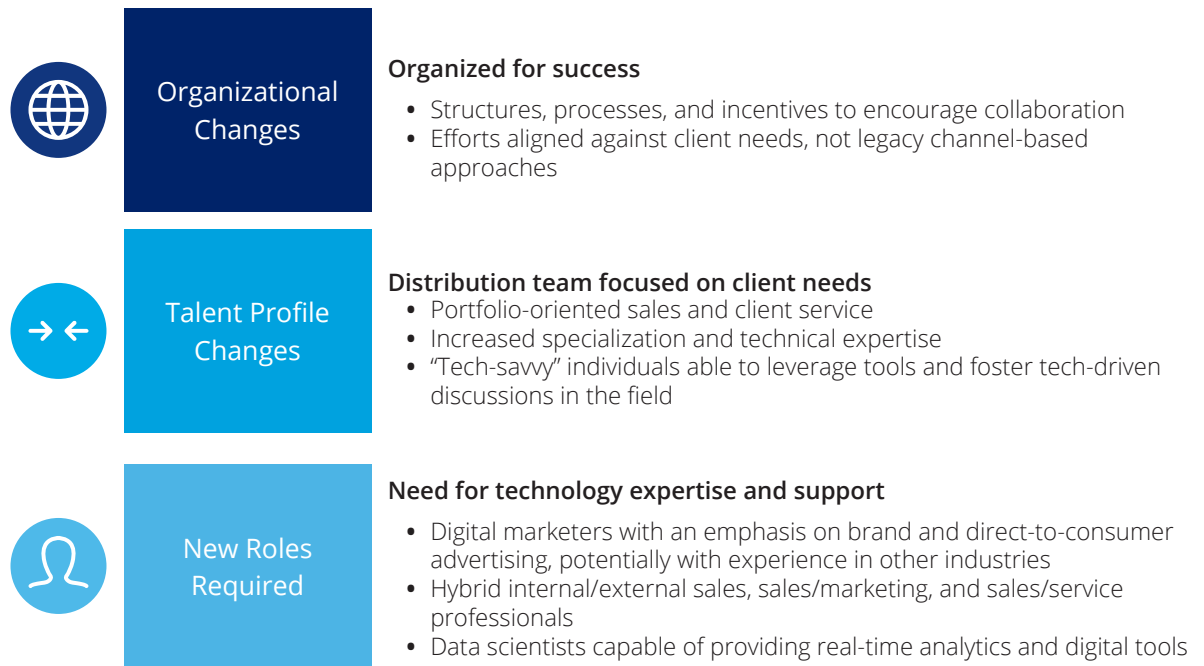 Organizational
Changes
Organized for success
• Structures, processes, and incentives to encourage collaboration
• Efforts aligned against client needs, not legacy channel-based
approaches
Talent Profile
Changes
Distribution team focused on client needs
• Portfolio-oriented sales and client service
• Increased specialization and technical expertise
• “Tech-savvy” individuals able to leverage tools and foster tech-driven
discussions in the field
New Roles
Required
Need for technology expertise and support
• Digital marketers with an emphasis on brand and direct-to-consumer
advertising, potentially with experience in other industries
• Hybrid internal/external sales, sales/marketing, and sales/service
professionals
• Data scientists capable of providing real-time analytics and digital tools